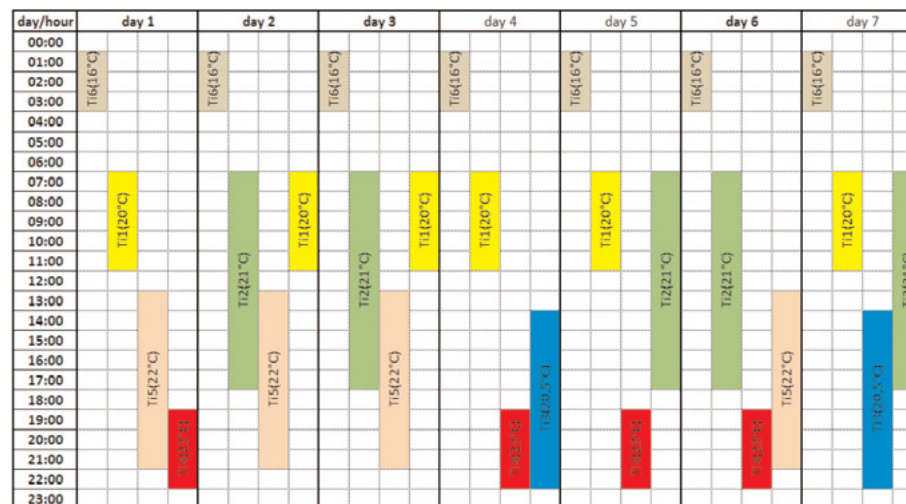 day/hour day 1 day 2 day 3 day 4 day 5 day 6 day 7
00:00
01:00
02:00
03:00
04:00
05:00
06:00
07:00
08:00
09:00
10:00
11:00
12:00
13:00
14:00
15:00
16:00
17:00
18:00
19:00
20:00
21:00
22:00
23:00
Ti6(16°C)
Ti1(20°C)
Ti5(22°C)
Ti6(16°C)
Ti2(21°C)
Ti5(22°C)
Ti1(20°C)
Ti6(16°C)
Ti2(21°C)
Ti5(22°C)
Ti1(20°C)
Ti6(16°C)
Ti1(20°C)
Ti3(20,5°C)
Ti6(16°C)
Ti1(20°C)
Ti2(21°C)
Ti6(16°C)
Ti2(21°C)
Ti5(22°C)
Ti6(16°C)
Ti1(20°C)
Ti3(20,5°C)
Ti2(21°C)